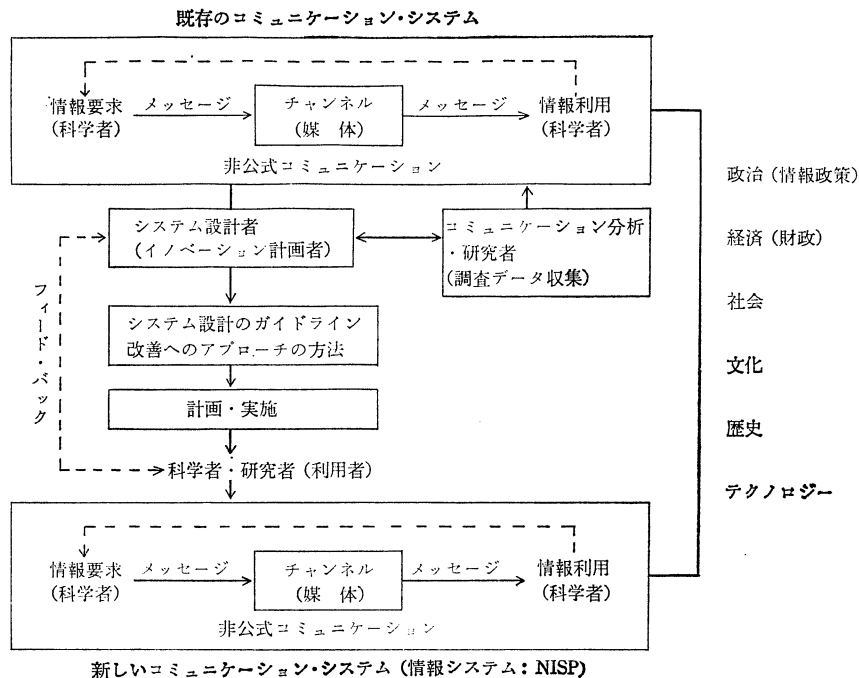 既存のコミュニケーション・システム
情報要求
(科学者)
メッセージ
チャンネル
(媒 体)
メッセージ
情報利用
(科学者)
非公式コミュニケーション
システム設計者
(イノベーション計画者)
コミュニケーション分析
・研究者
(調査データ収集)
システム設計のガイドライン
改善へのアプローチの方法
計画・実施
フィード・バック
科学者・研究者 (利用者)
政治 (情報政策)
経済 (財政)
社会
文化
歴史
テクノロジー
情報要求
(科学者)
メッセージ
チャンネル
(媒 体)
メッセージ
情報利用
(科学者)
非公式コミュニケーション
新しいコミュニケーション・システム (情報システム: NISP)